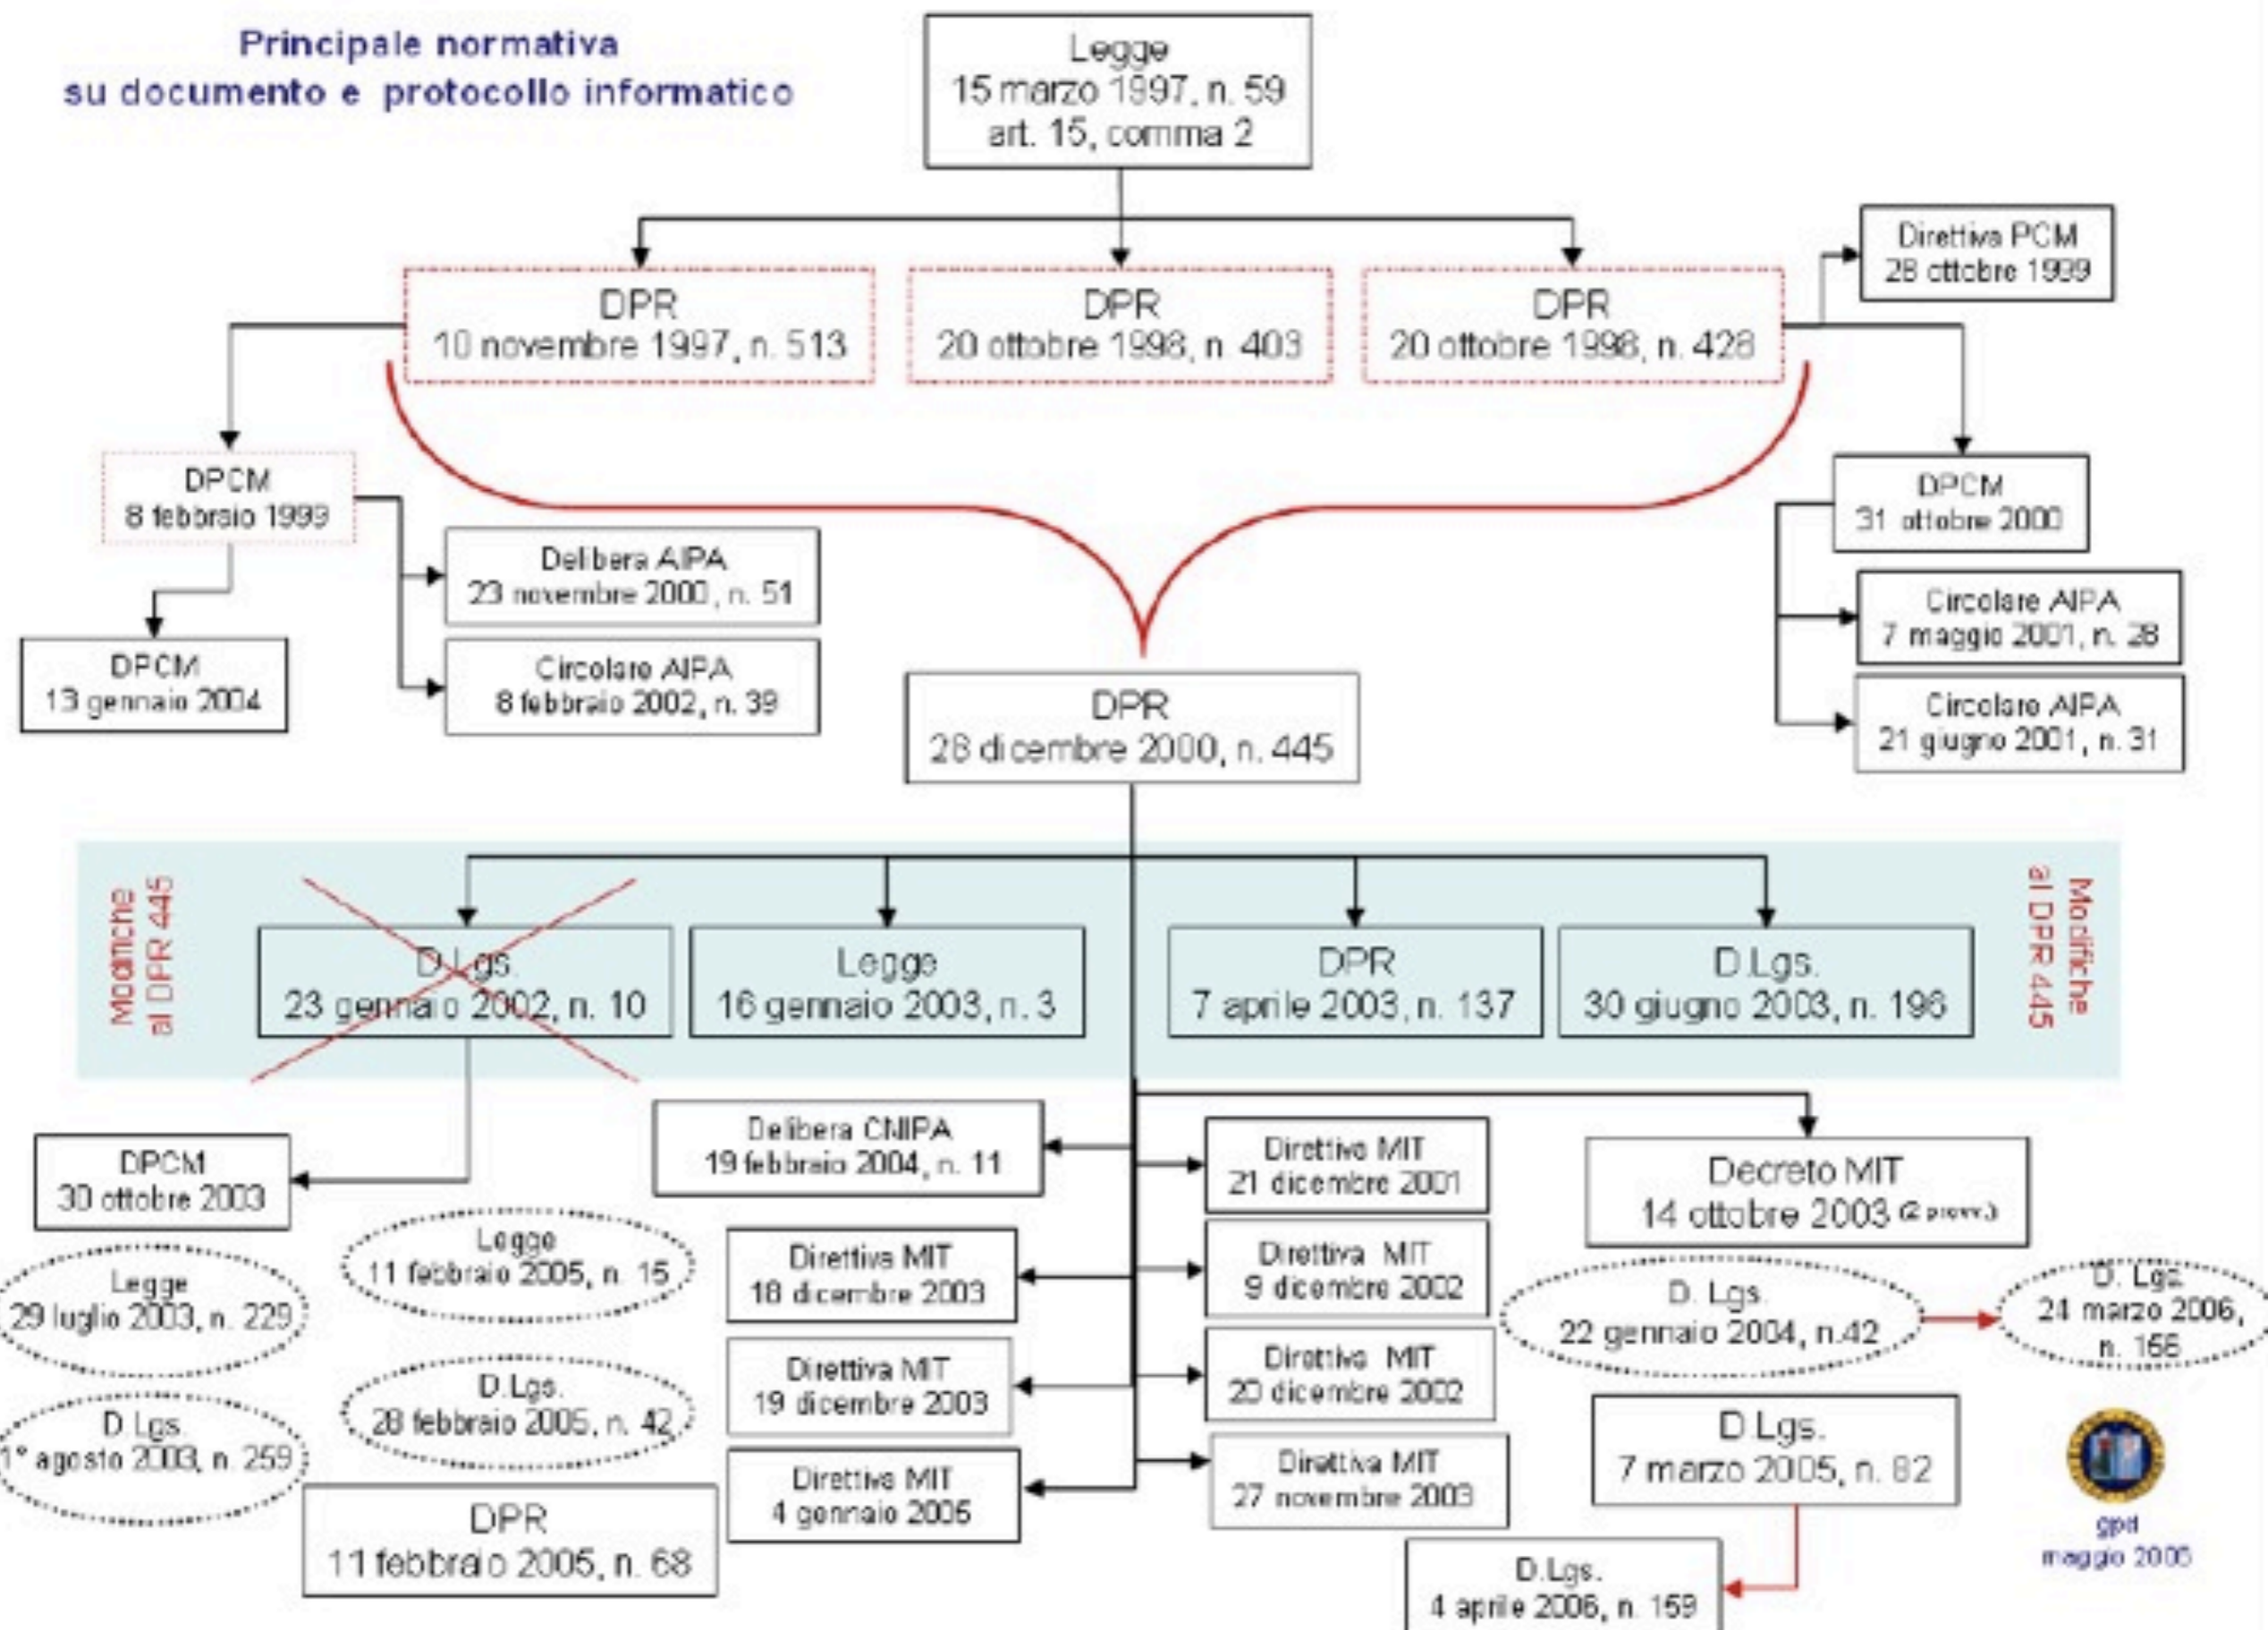 Principale normativa
su documento e protocollo informatico
Legge
15 marzo 1997, n. 59
art. 15, comma 2
Direttiva PCM
28 ottobre 1999
DPR
10 novembre 1997, n. 513
DPR
20 ottobre 1998, n 403
DPR
20 ottobre 1998, n. 428
DPCM
8 febbraio 1999
DPCM
31 ottobre 2000
Delibera AIPA
23 novembre 2000, n. 51
Circolare AIPA
7 maggio 2001, n. 28
DPCM
13 gennaio 2004
Circolare AIPA
8 febbraio 2002, n. 39
DPR
28 dicembre 2000, n. 445
Circolare AIPA
21 giugno 2001, n. 31
Modifiche
al DPR 445
D.Lgs.
23 gennaio 2002, n. 10
Legge
16 gennaio 2003, n. 3
DPR
7 aprile 2003, n. 137
D.Lgs.
30 giugno 2003, n. 196
Modifiche
al DPR 445
DPCM
30 ottobre 2003
Delibera CNIPA
19 febbraio 2004, n. 11
Direttiva MIT
21 dicembre 2001
Decreto MIT
14 ottobre 2003 (2 provv.)
Legge
29 luglio 2003, n. 229
Legge
11 febbraio 2005, n. 15
Direttiva MIT
18 dicembre 2003
Direttiva MIT
9 dicembre 2002
D. Lgs.
22 gennaio 2004, n.42
D. Lgs.
24 marzo 2006,
n.
D.Lgs.
1° agosto 2003, n. 259
D.Lgs.
28 febbraio 2005, n. 42
Direttiva MIT
19 dicembre 2003
Direttiva MIT
20 dicembre 2002
D.Lgs.
7 marzo 2005, n. 82
DPR
11 febbraio 2005, n. 68
Direttiva MIT
4 gennaio 2005
Direttiva MIT
27 novembre 2003
D.Lgs.
4 aprile 2006, n. 159
maggio